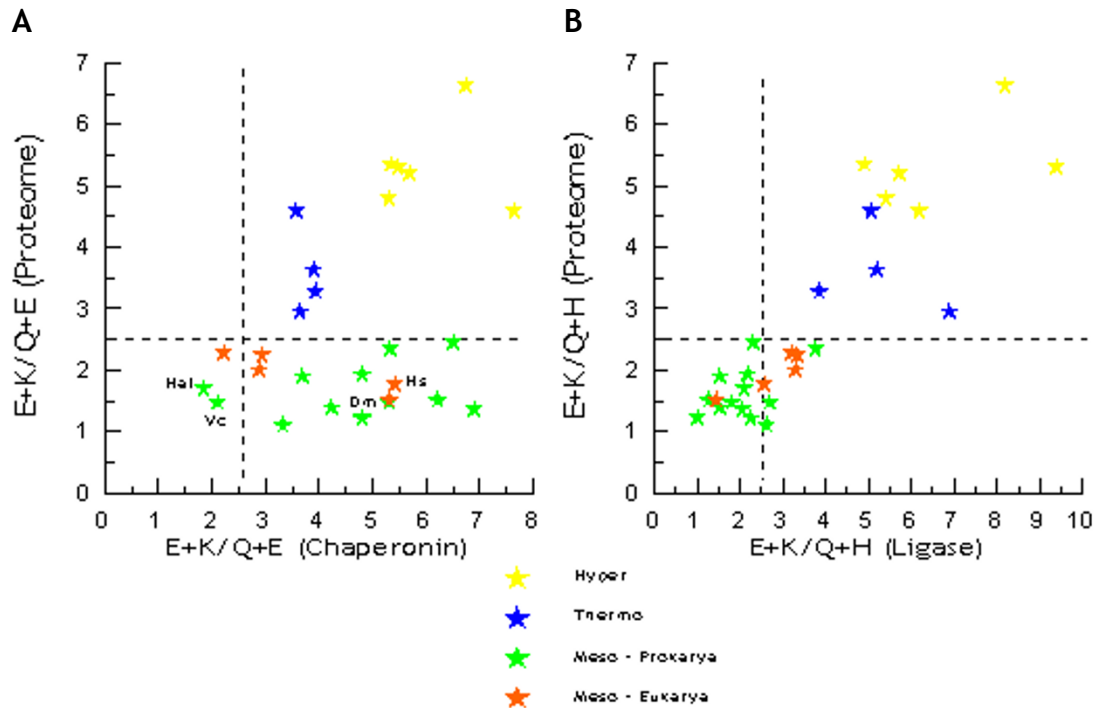 A
B
E+K/Q+E (Proteome)
7
6
5
4
3
2
1
0
Hal
Vc
Dm
Hs
0 1 2 3 4 5 6 7 8
E+K/Q+E (Chaperonin)
E+K/Q+H (Proteome)
7
6
5
4
3
2
1
0
0 1 2 3 4 5 6 7 8 9 10
E+K/Q+H (Ligase)
Hyper
Thermo
Meso - Prokarya
Meso - Eukarya